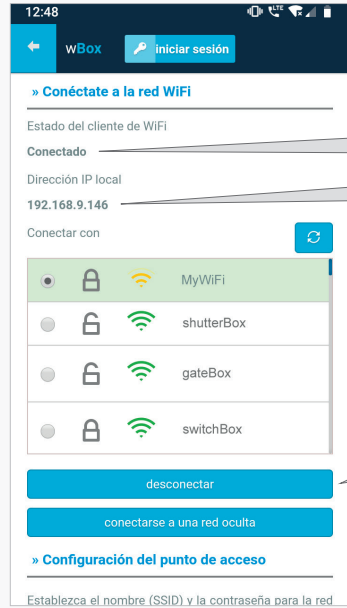 12:48
LTE
wBox iniciar sesión
» Conéctate a la red WiFi
Estado del cliente de WiFi
Conectado
Dirección IP local
192.168.9.146
Conectar con
MyWiFi
shutterBox
gateBox
switchBox
desconectar
conectarse a una red oculta
» Configuración del punto de acceso
Establezca el nombre (SSID) y la contraseña para la red